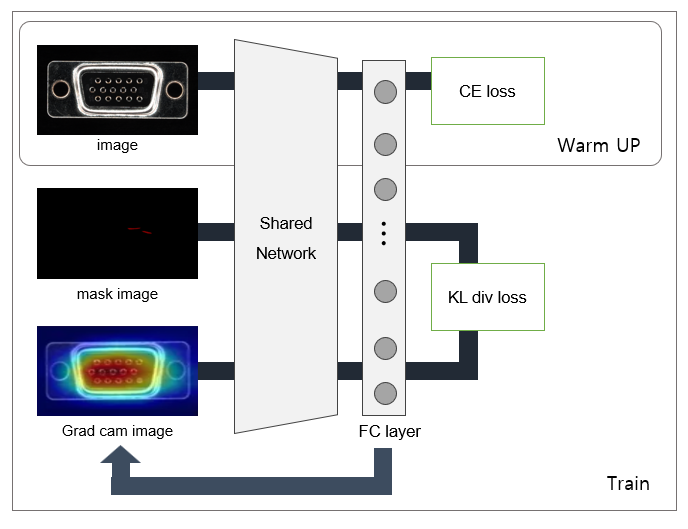 CE loss
image
Warm UP
Shared
Network
mask image
KL div loss
Grad cam image
FC layer
Train